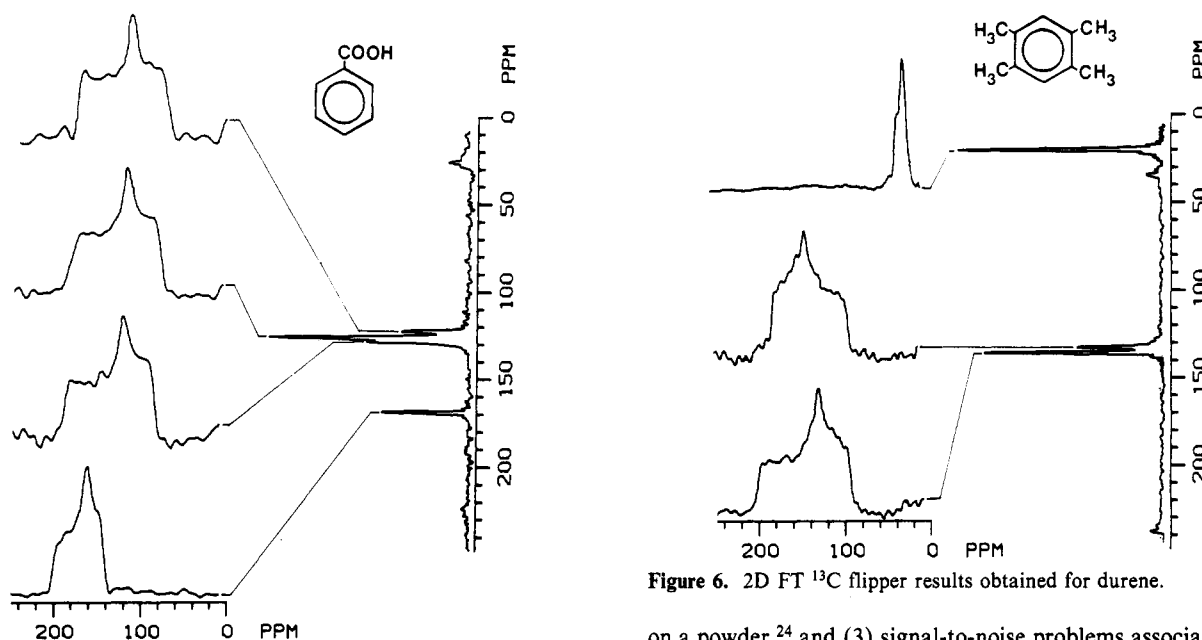 COOH
PPM
0
50
100
150
200
200 100 0 PPM
H₃C CH₃
H₃C CH₃
PPM
0
50
100
150
200
200 100 0 PPM
Figure 6. 2D FT ¹³C flipper results obtained for durene.
on a powder,²⁴ and (3) signal-to-noise problems associa